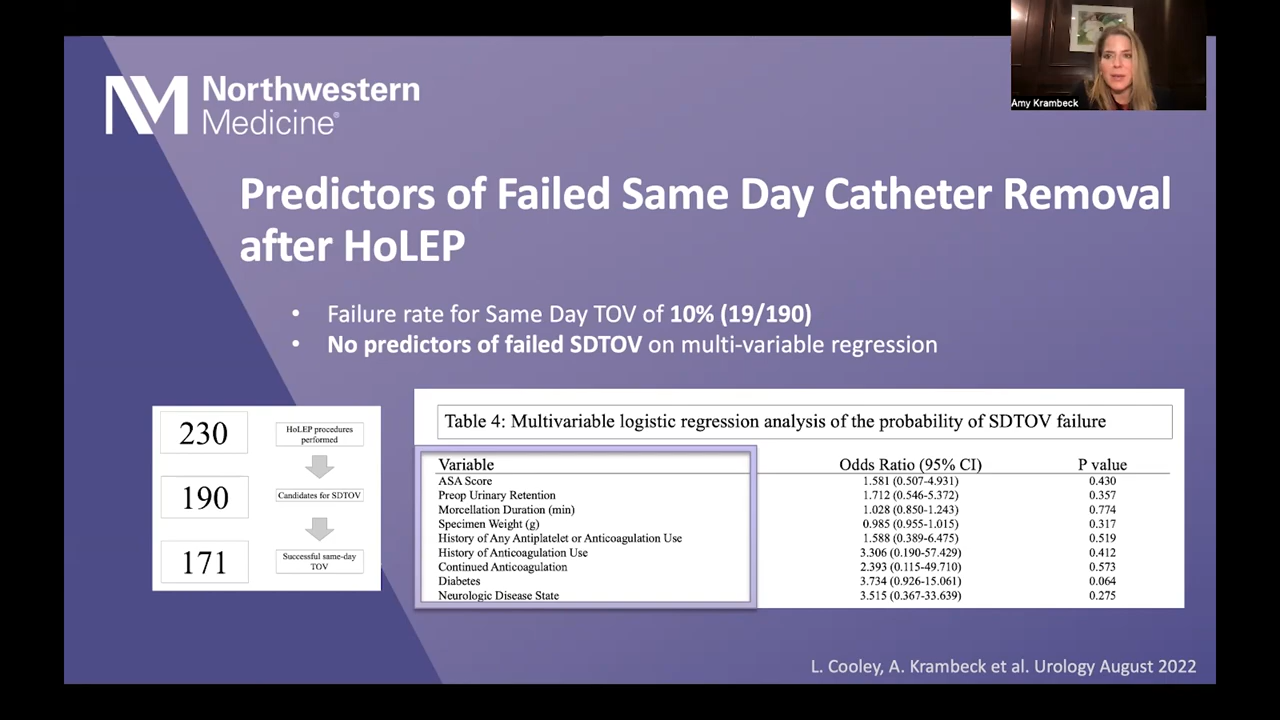 Amy Krambeck
Northwestern
Medicine®
Predictors of Failed Same Day Catheter Removal
after HoLEP
• Failure rate for Same Day TOV of 10% (19/190)
• No predictors of failed SDTOV on multi-variable regression
230
HoLEP procedures
performed
190
Candidates for SDTOV
171
Successful same-day
TOV
Table 4: Multivariable logistic regression analysis of the probability of SDTOV failure
Variable Odds Ratio (95% CI) P value
ASA Score 1.581 (0.507-4.931) 0.430
Preop Urinary Retention 1.712 (0.546-5.372) 0.357
Morcellation Duration (min) 1.028 (0.850-1.243) 0.774
Specimen Weight (g) 0.985 (0.955-1.015) 0.317
History of Any Antiplatelet or Anticoagulation Use 1.588 (0.389-6.475) 0.519
History of Anticoagulation Use 3.306 (0.190-57.429) 0.412
Continued Anticoagulation 2.393 (0.115-49.710) 0.573
Diabetes 3.734 (0.926-15.061) 0.064
Neurologic Disease State 3.515 (0.367-33.639) 0.275
L. Cooley, A. Krambeck et al. Urology August 2022